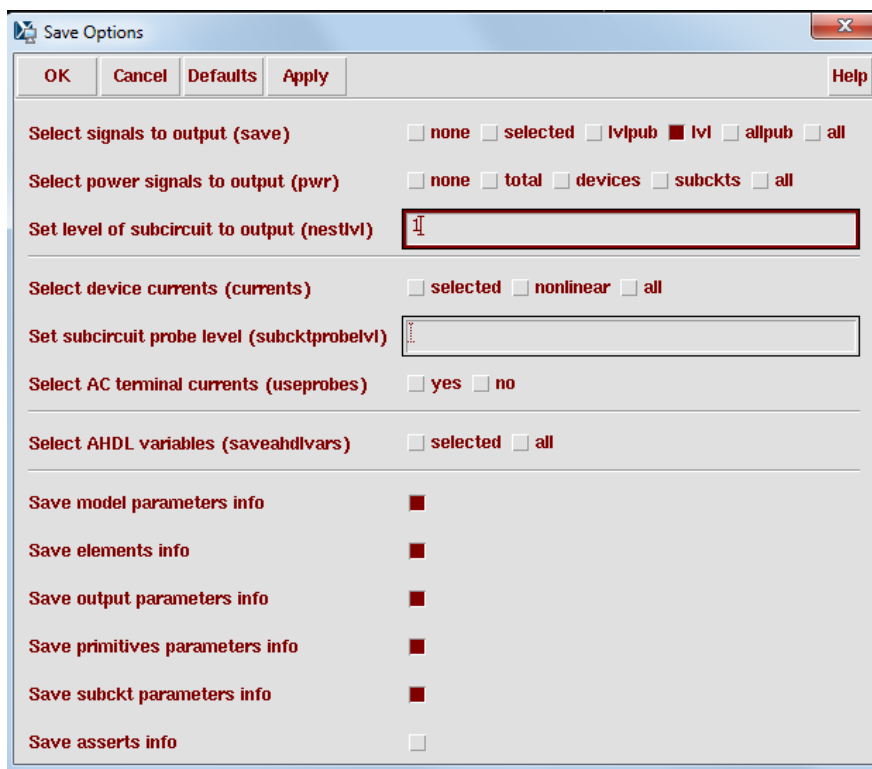 Save Options
OK Cancel Defaults Apply Help
Select signals to output (save) none selected lvlpub lvl allpub all
Select power signals to output (pwr) none total devices subckts all
Set level of subcircuit to output (nestlvl) 1
Select device currents (currents) selected nonlinear all
Set subcircuit probe level (subcktprobelvl)
Select AC terminal currents (useprobes) yes no
Select AHDL variables (saveahdlvars) selected all
Save model parameters info
Save elements info
Save output parameters info
Save primitives parameters info
Save subckt parameters info
Save asserts info